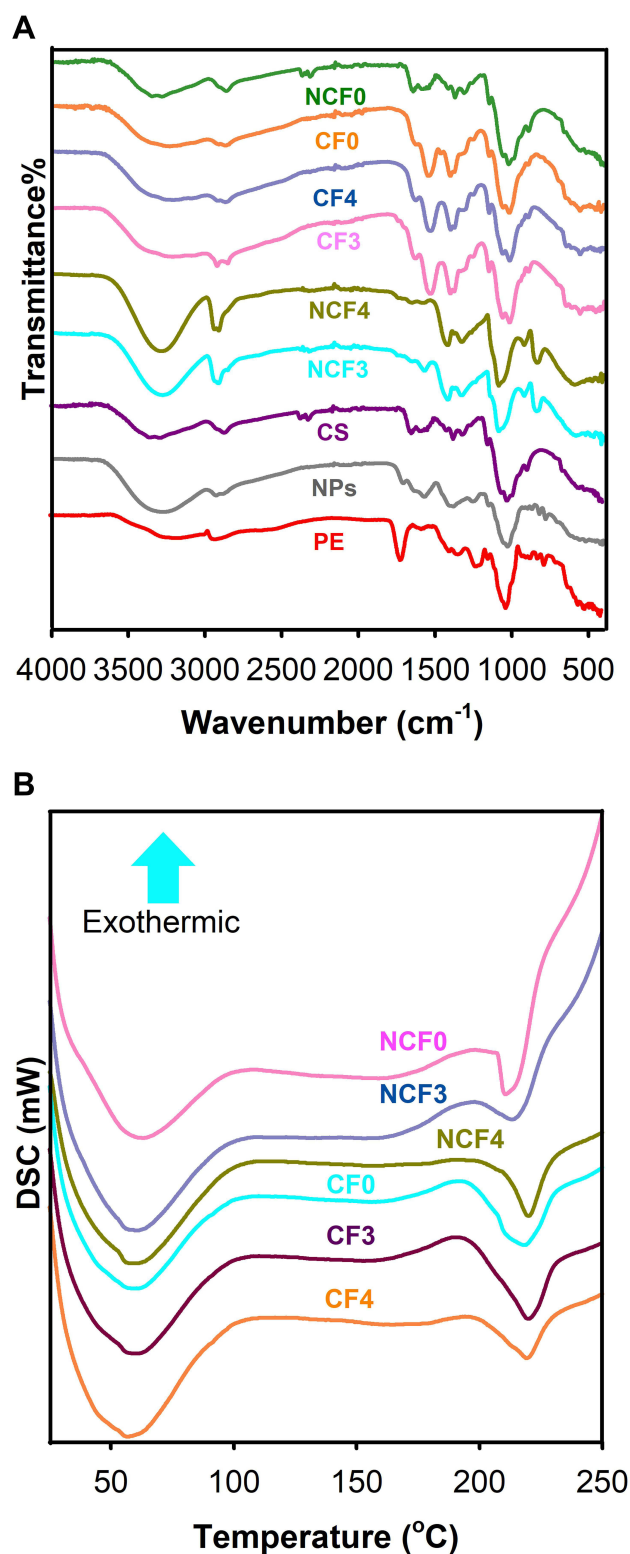 A
NCF0
CF0
CF4
CF3
NCF4
NCF3
CS
NPs
PE
Transmittance%
4000 3500 3000 2500 2000 1500 1000 500
Wavenumber (cm-1)
B
Exothermic
NCF0
NCF3
NCF4
CF0
CF3
CF4
DSC (mW)
50 100 150 200 250
Temperature (oC)